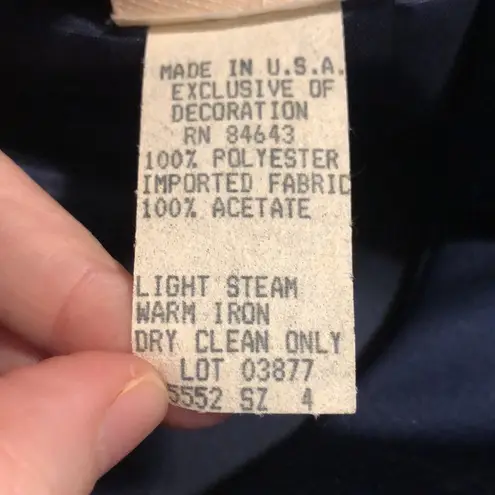 MADE IN U.S.A.
EXCLUSIVE OF
DECORATION
RN 84643
100% POLYESTER
IMPORTED FABRIC
100% ACETATE
LIGHT STEAM
WARM IRON
DRY CLEAN ONLY
LOT 03877
5552 SZ 4